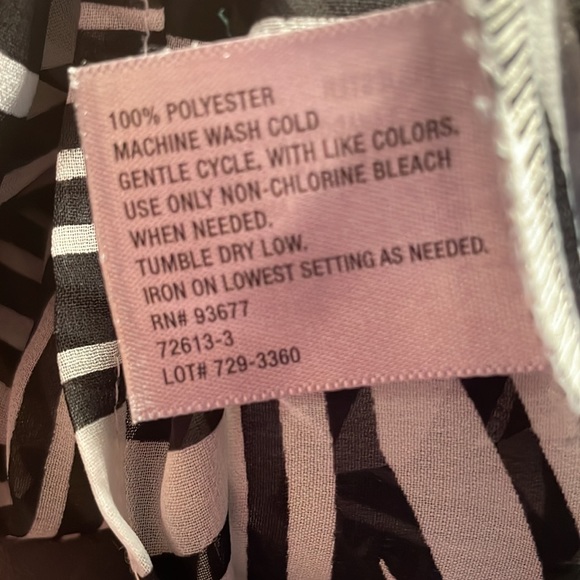 100% POLYESTER
MACHINE WASH COLD
GENTLE CYCLE, WITH LIKE COLORS.
USE ONLY NON-CHLORINE BLEACH
WHEN NEEDED.
TUMBLE DRY LOW.
IRON ON LOWEST SETTING AS NEEDED.
RN# 93677
72613-3
LOT# 729-3360